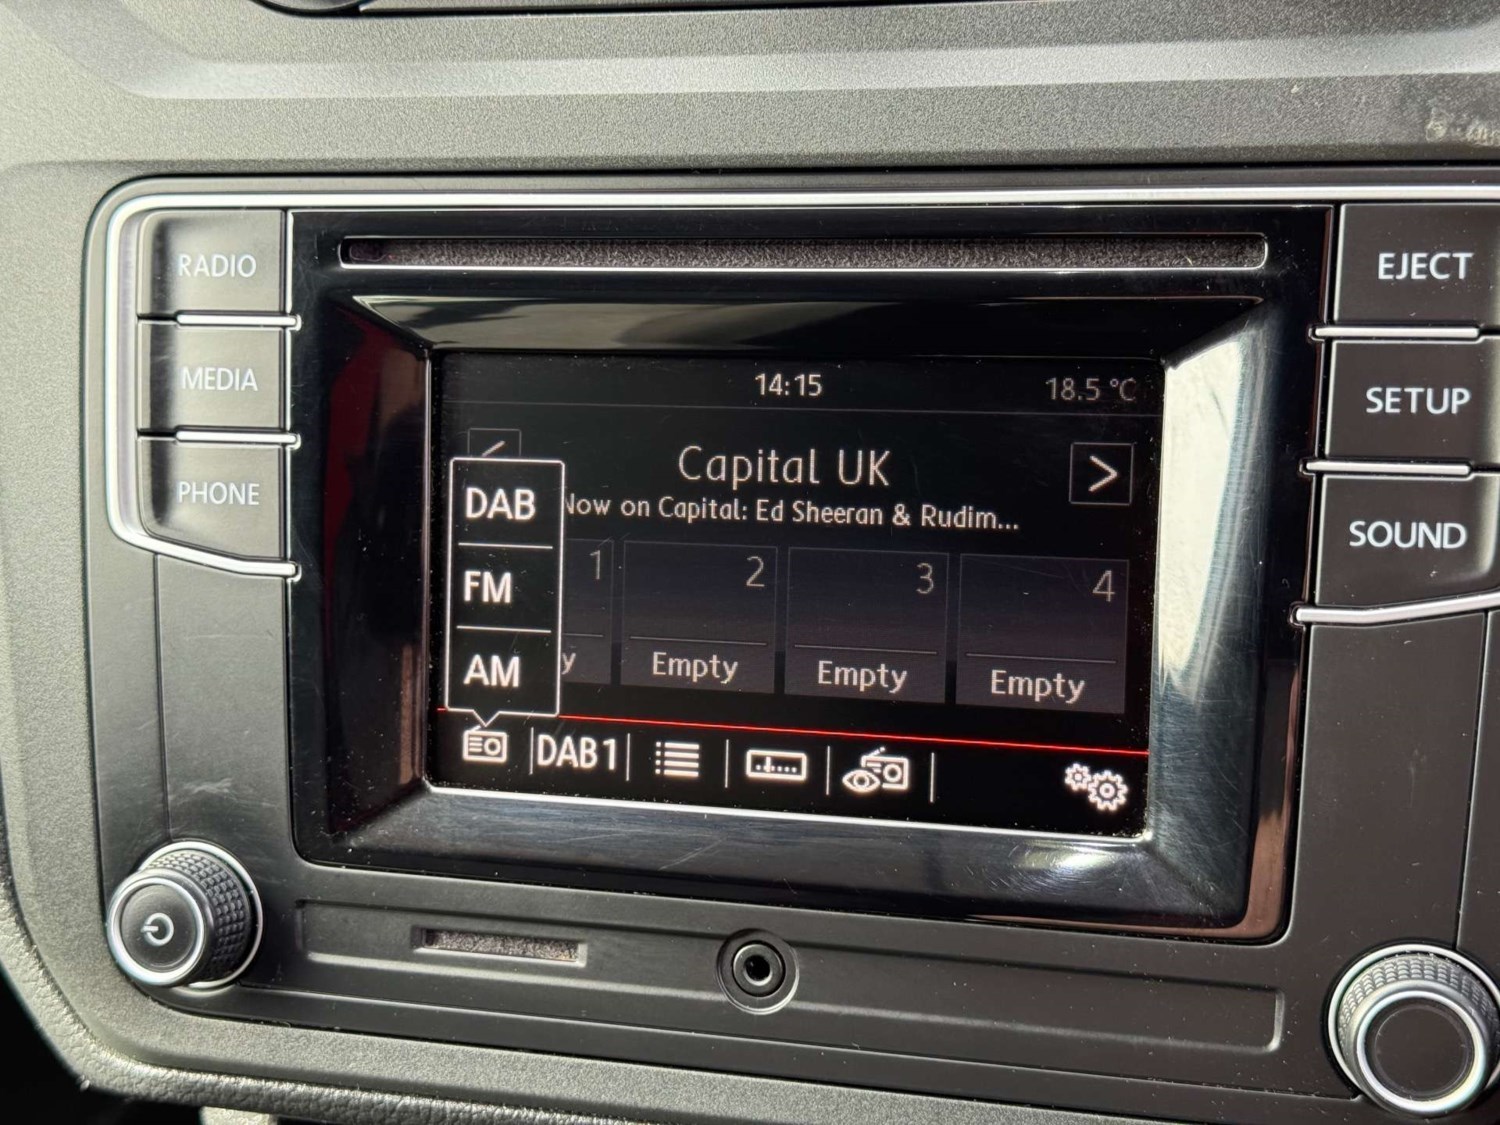 RADIO
MEDIA
PHONE
EJECT
SETUP
SOUND
14:15
18.5 °C
<
Capital UK
>
Now on Capital: Ed Sheeran & Rudim...
DAB
FM
AM
1
2
3
4
y
Empty
Empty
Empty
DAB1